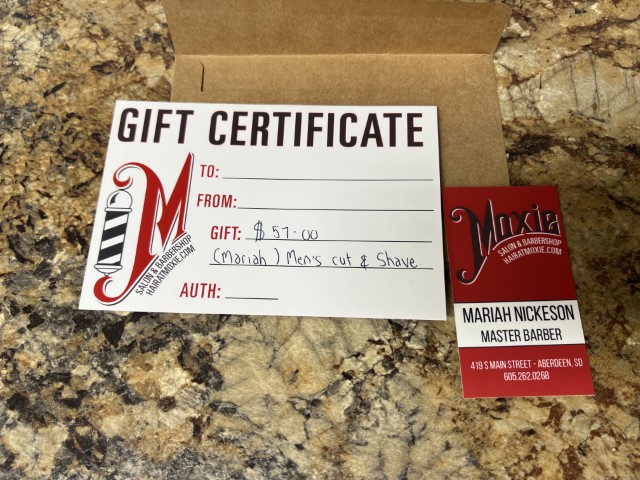 GIFT CERTIFICATE
TO:
FROM:
GIFT: $57.00
(Mariah) Men's cut & Shave
AUTH:
M
SALON & BARBERSHOP
HAIRATMOXIE.COM
Moxie
SALON & BARBERSHOP
HAIRATMOXIE.COM
MARIAH NICKESON
MASTER BARBER
419 S MAIN STREET - ABERDEEN, SD
605.262.0268